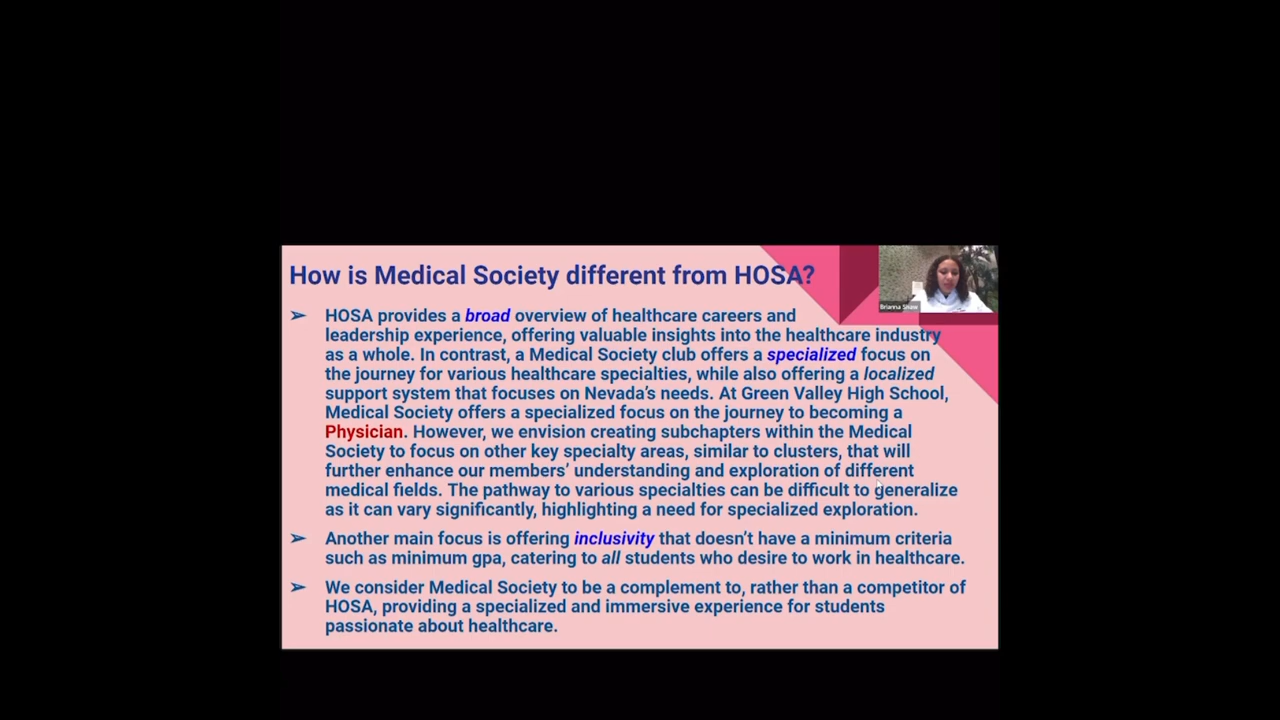 How is Medical Society different from HOSA?
Brianna Shaw
➢ HOSA provides a broad overview of healthcare careers and
leadership experience, offering valuable insights into the healthcare industry
as a whole. In contrast, a Medical Society club offers a specialized focus on
the journey for various healthcare specialties, while also offering a localized
support system that focuses on Nevada's needs. At Green Valley High School,
Medical Society offers a specialized focus on the journey to becoming a
Physician. However, we envision creating subchapters within the Medical
Society to focus on other key specialty areas, similar to clusters, that will
further enhance our members' understanding and exploration of different
medical fields. The pathway to various specialties can be difficult to generalize
as it can vary significantly, highlighting a need for specialized exploration.
➢ Another main focus is offering inclusivity that doesn't have a minimum criteria
such as minimum gpa, catering to all students who desire to work in healthcare.
➢ We consider Medical Society to be a complement to, rather than a competitor of
HOSA, providing a specialized and immersive experience for students
passionate about healthcare.